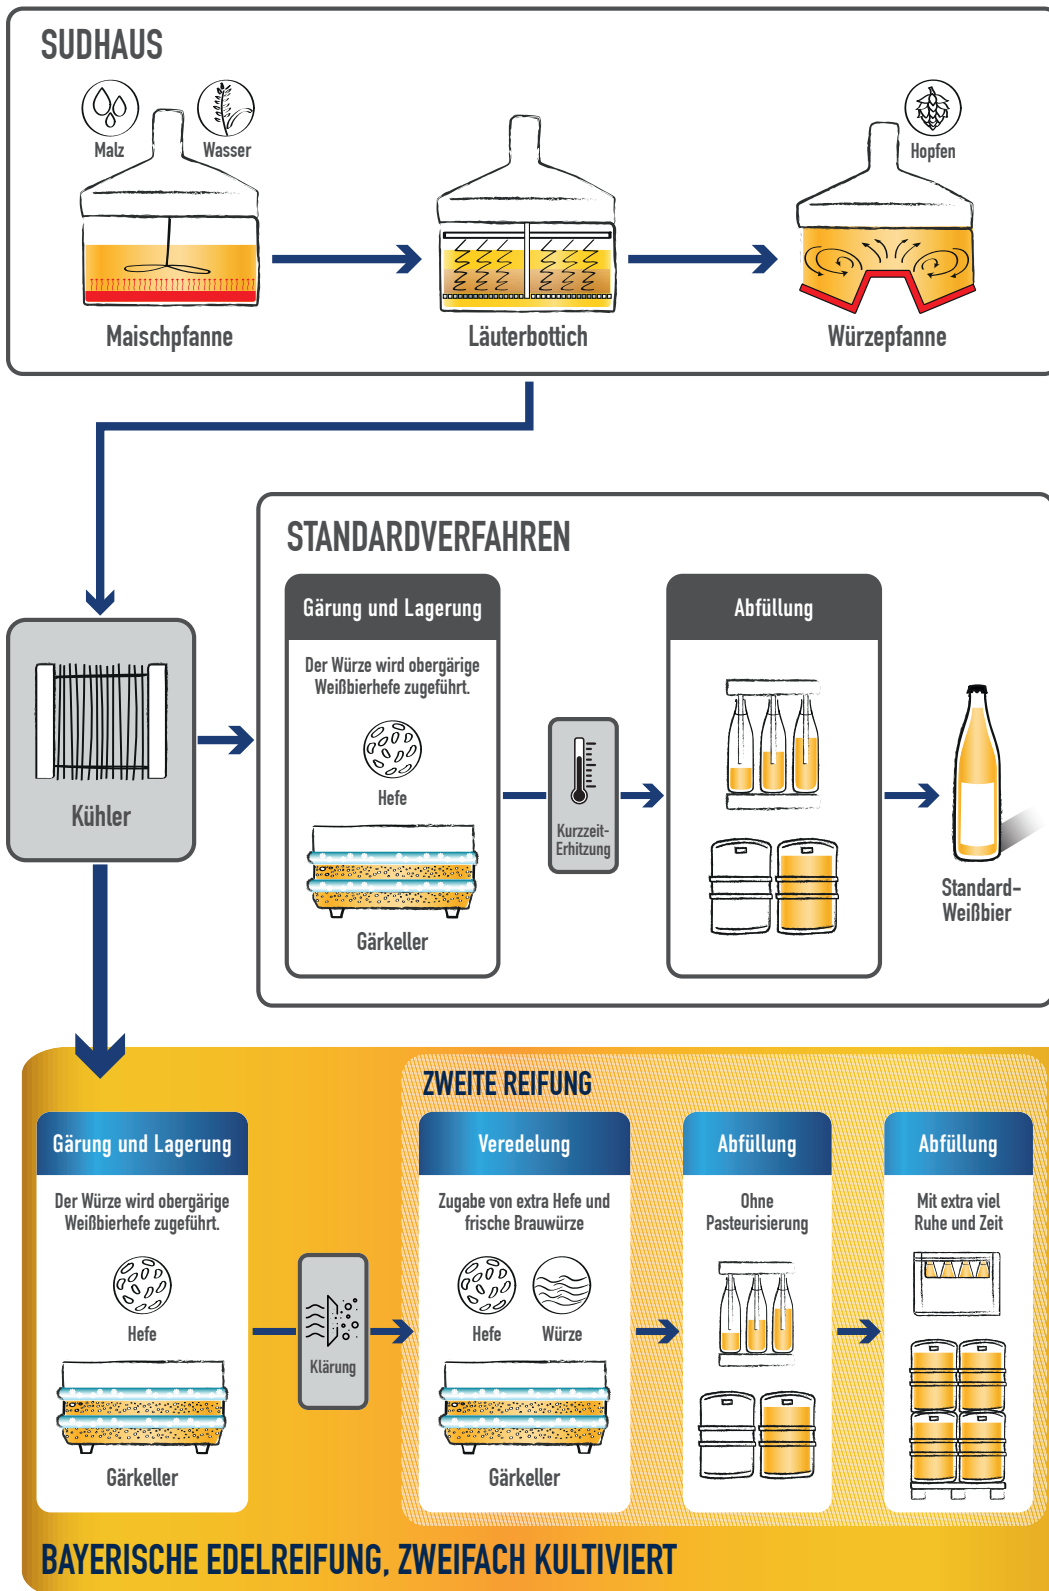 SUDHAUS
Malz
Wasser
Hopfen
Maischpfanne
Läuterbottich
Würzepfanne
STANDARDVERFAHREN
Gärung und Lagerung
Der Würze wird obergärige
Weißbierhefe zugeführt.
Hefe
Gärkeller
Kurzzeit-
Erhitzung
Abfüllung
Standard-
Weißbier
Kühler
ZWEITE REIFUNG
Gärung und Lagerung
Der Würze wird obergärige
Weißbierhefe zugeführt.
Hefe
Gärkeller
Klärung
Veredelung
Zugabe von extra Hefe und
frische Brauwürze
Hefe
Würze
Gärkeller
Abfüllung
Ohne
Pasteurisierung
Abfüllung
Mit extra viel
Ruhe und Zeit
BAYERISCHE EDELREIFUNG, ZWEIFACH KULTIVIERT